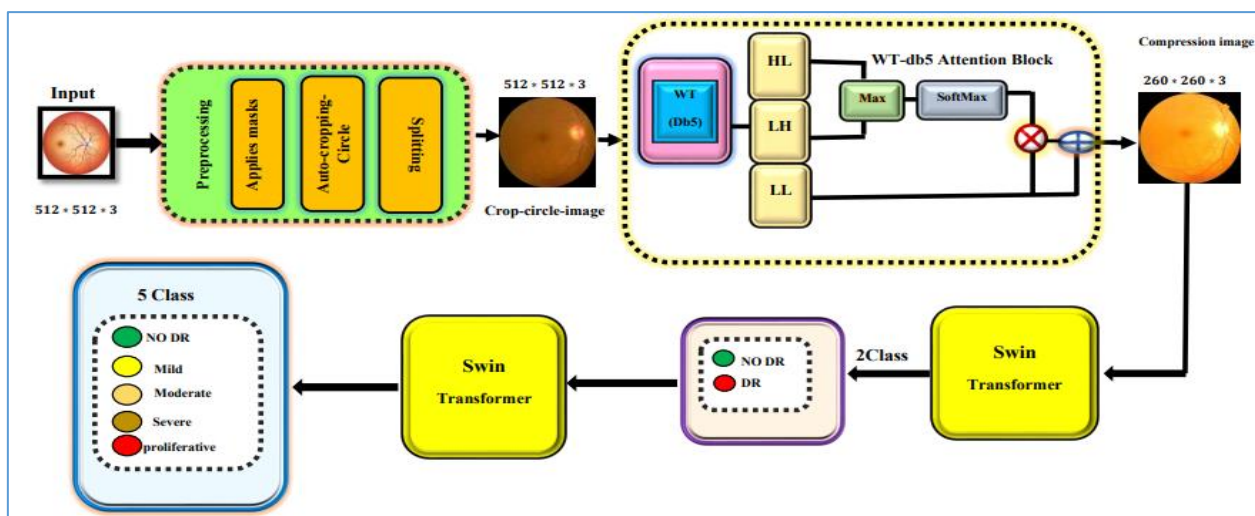 Input
512 * 512 * 3
Preprocessing
Applies masks
Auto-cropping-
Circle
Splitting
512 * 512 * 3
Crop-circle-image
WT
(Db5)
HL
LH
LL
WT-db5 Attention Block
Max
SoftMax
Compression image
260 * 260 * 3
Swin
Transformer
2Class
NO DR
DR
Swin
Transformer
5 Class
NO DR
Mild
Moderate
Severe
proliferative